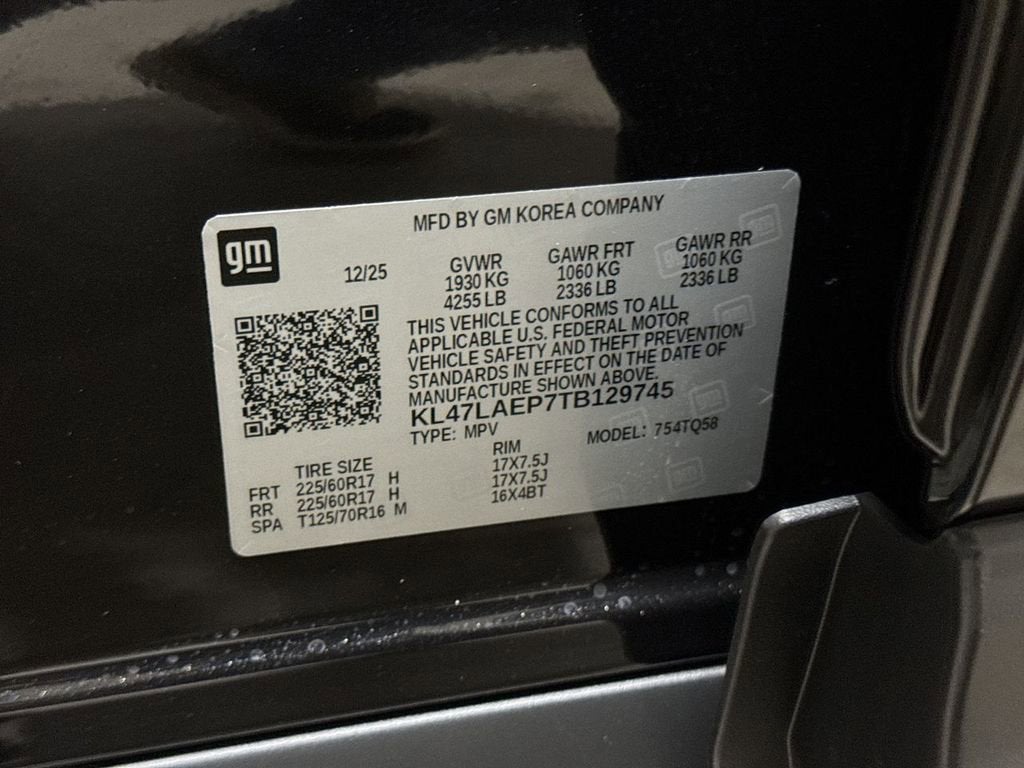 gm
MFD BY GM KOREA COMPANY
12/25
GVWR
1930 KG
4255 LB
GAWR FRT
1060 KG
2336 LB
GAWR RR
1060 KG
2336 LB
THIS VEHICLE CONFORMS TO ALL
APPLICABLE U.S. FEDERAL MOTOR
VEHICLE SAFETY AND THEFT PREVENTION
STANDARDS IN EFFECT ON THE DATE OF
MANUFACTURE SHOWN ABOVE.
KL47LAEP7TB129745
TYPE: MPV MODEL: 754TQ58
TIRE SIZE RIM
FRT 225/60R17 H 17X7.5J
RR 225/60R17 H 17X7.5J
SPA T125/70R16 M 16X4BT